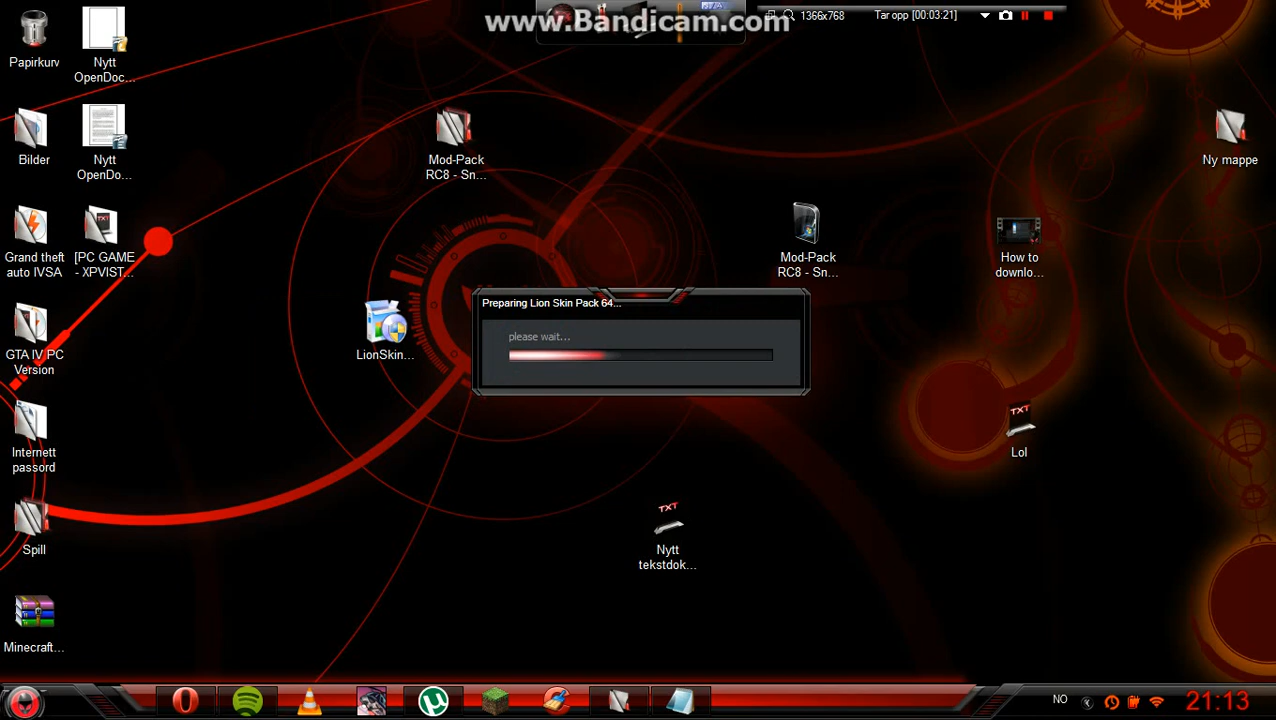 www.Bandicam.com
1366x768
Tar opp [00:03:21]
Papirkurv
Nytt
OpenDoc...
Bilder
Nytt
OpenDo...
Mod-Pack
RC8 - Sn...
Ny mappe
Grand theft
auto IVSA
TXT
[PC GAME
- XPVIST...
Mod-Pack
RC8 - Sn...
How to
downlo...
Preparing Lion Skin Pack 64...
please wait...
GTA IV PC
Version
LionSkin...
Internett
passord
TXT
Lol
Spill
TXT
Nytt
tekstdok...
Minecraft...
NO
21:13